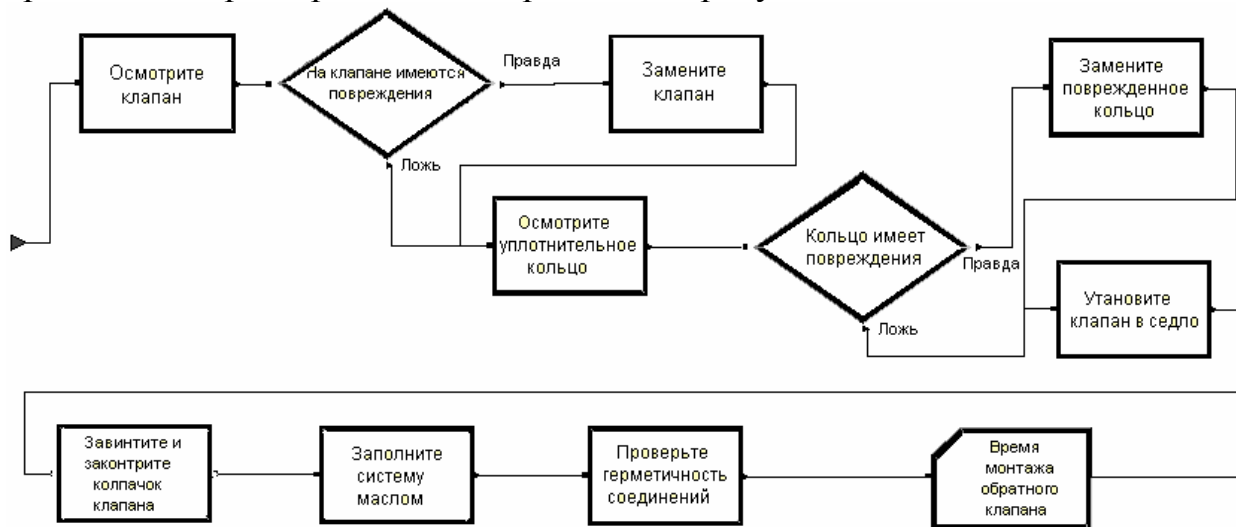 Осмотрите
клапан
На клапане имеются
повреждения
Правда
Ложь
Замените
клапан
Осмотрите
уплотнительное
кольцо
Кольцо имеет
повреждения
Правда
Ложь
Замените
поврежденное
кольцо
Утановите
клапан в седло
Завинтите и
законтрите
колпачок
клапана
Заполните
систему
маслом
Проверьте
герметичность
соединений
Время
монтажа
обратного
клапана